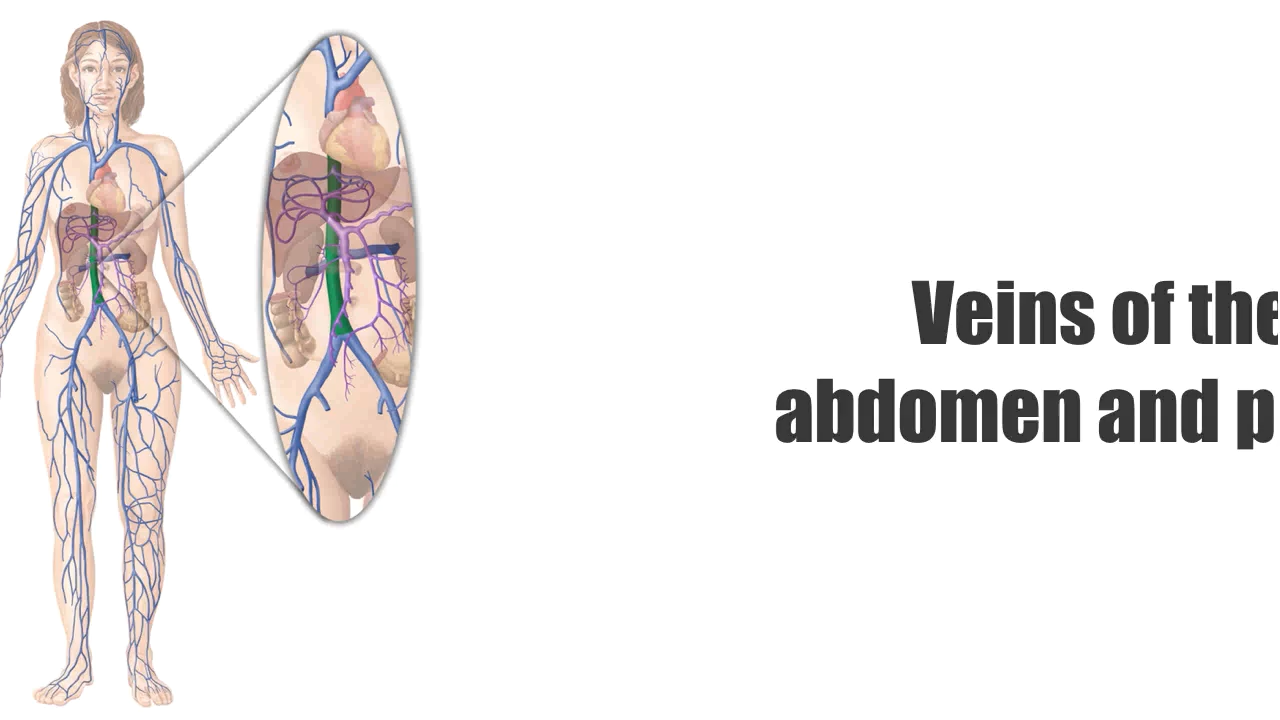 Veins of the
abdomen and p